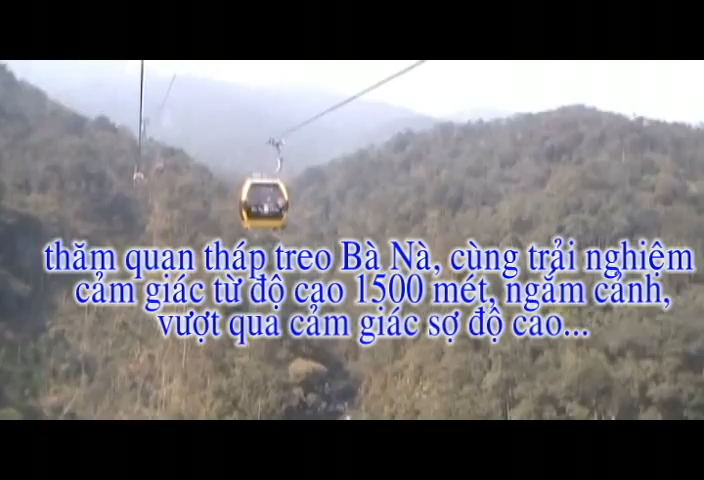 thăm quan tháp treo Bà Nà, cùng trải nghiệm
cảm giác từ độ cao 1500 mét, ngắm cảnh,
vượt qua cảm giác sợ độ cao...